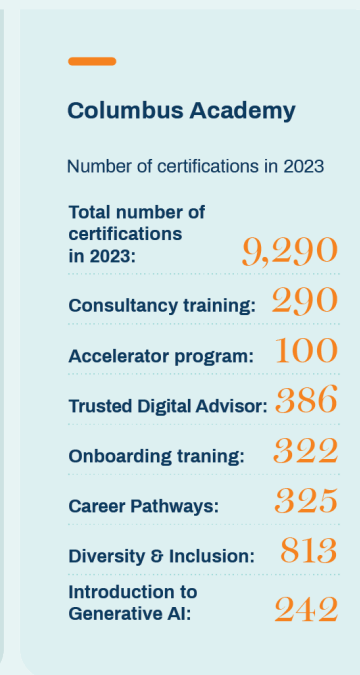 Columbus Academy
Number of certifications in 2023
Total number of
certifications
in 2023: 9,290
Consultancy training: 290
Accelerator program: 100
Trusted Digital Advisor: 386
Onboarding traning: 322
Career Pathways: 325
Diversity & Inclusion: 813
Introduction to
Generative AI: 242